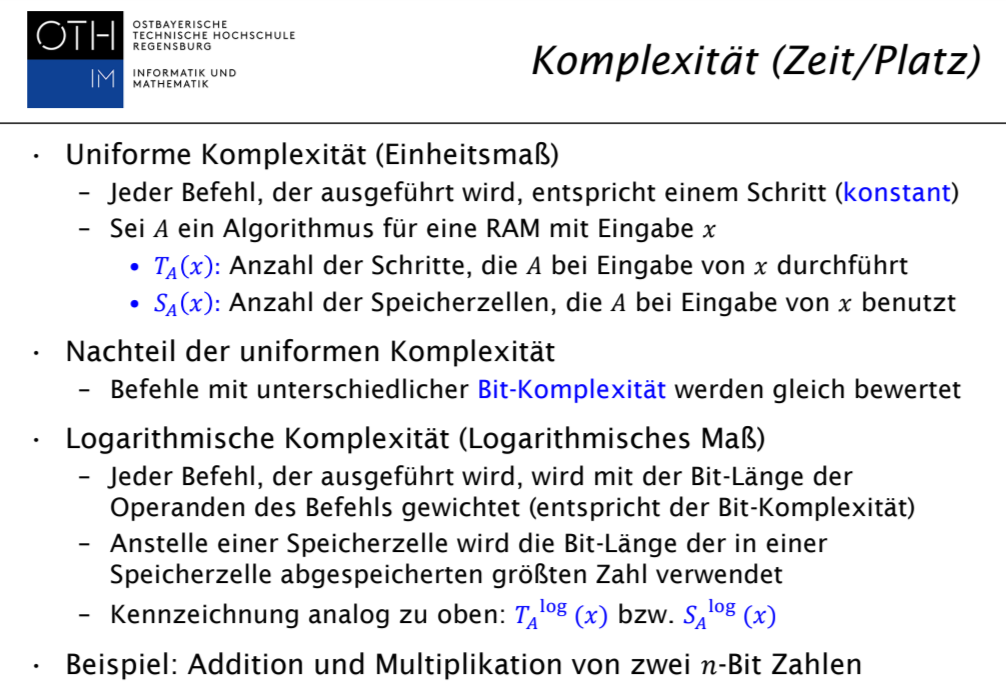 OTH
OSTBAYERISCHE
TECHNISCHE HOCHSCHULE
REGENSBURG
IM
INFORMATIK UND
MATHEMATIK
Komplexität (Zeit/Platz)
· Uniforme Komplexität (Einheitsmaß)
– Jeder Befehl, der ausgeführt wird, entspricht einem Schritt (konstant)
– Sei A ein Algorithmus für eine RAM mit Eingabe x
• T_A(x): Anzahl der Schritte, die A bei Eingabe von x durchführt
• S_A(x): Anzahl der Speicherzellen, die A bei Eingabe von x benutzt
· Nachteil der uniformen Komplexität
– Befehle mit unterschiedlicher Bit-Komplexität werden gleich bewertet
· Logarithmische Komplexität (Logarithmisches Maß)
– Jeder Befehl, der ausgeführt wird, wird mit der Bit-Länge der
Operanden des Befehls gewichtet (entspricht der Bit-Komplexität)
– Anstelle einer Speicherzelle wird die Bit-Länge der in einer
Speicherzelle abgespeicherten größten Zahl verwendet
– Kennzeichnung analog zu oben: T_A^log (x) bzw. S_A^log (x)
· Beispiel: Addition und Multiplikation von zwei n-Bit Zahlen